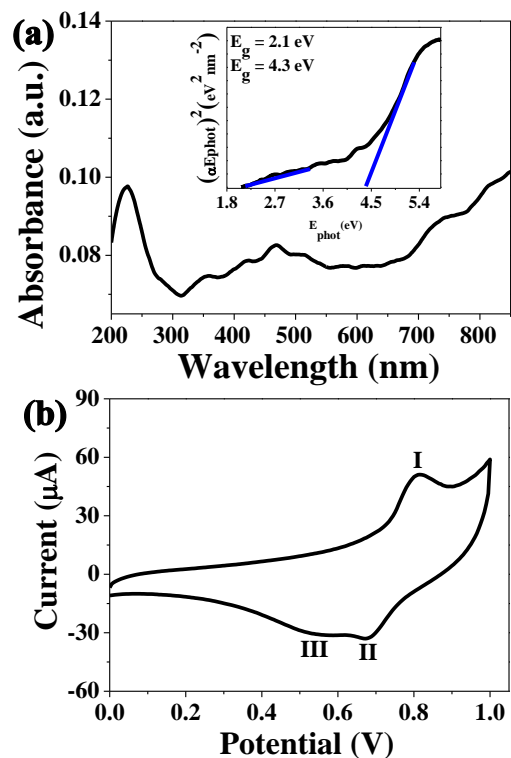 (a)
0.14
0.12
0.10
0.08
Absorbance (a.u.)
200 300 400 500 600 700 800
Wavelength (nm)
E_g = 2.1 eV
E_g = 4.3 eV
(αEphot)^2 (eV^2 nm^-2)
1.8 2.7 3.6 4.5 5.4
E_phot(eV)
(b)
90
60
30
0
-30
-60
Current (μA)
I
III II
0.0 0.2 0.4 0.6 0.8 1.0
Potential (V)